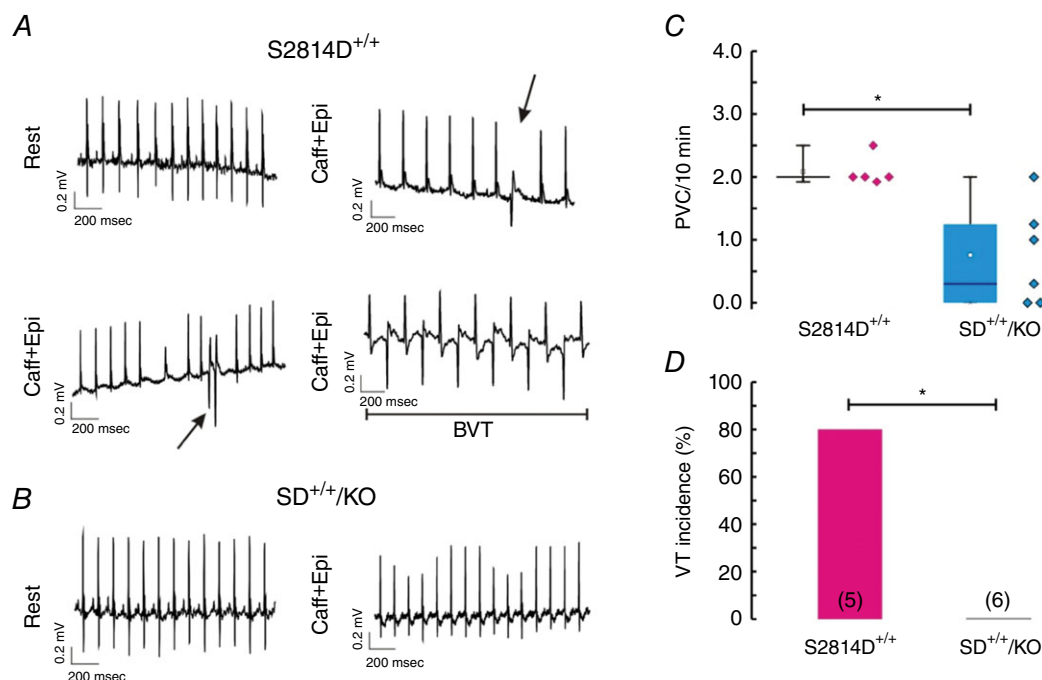 A
S2814D+/+
Rest
0.2 mV
200 msec
Caff+Epi
0.2 mV
200 msec
Caff+Epi
0.2 mV
200 msec
Caff+Epi
0.2 mV
200 msec
BVT
B
SD+/+/KO
Rest
0.2 mV
200 msec
Caff+Epi
0.2 mV
200 msec
C
4.0
3.0
2.0
1.0
0.0
PVC/10 min
*
S2814D+/+
SD+/+/KO
D
100
80
60
40
20
0
VT incidence (%)
*
(5)
(6)
S2814D+/+
SD+/+/KO